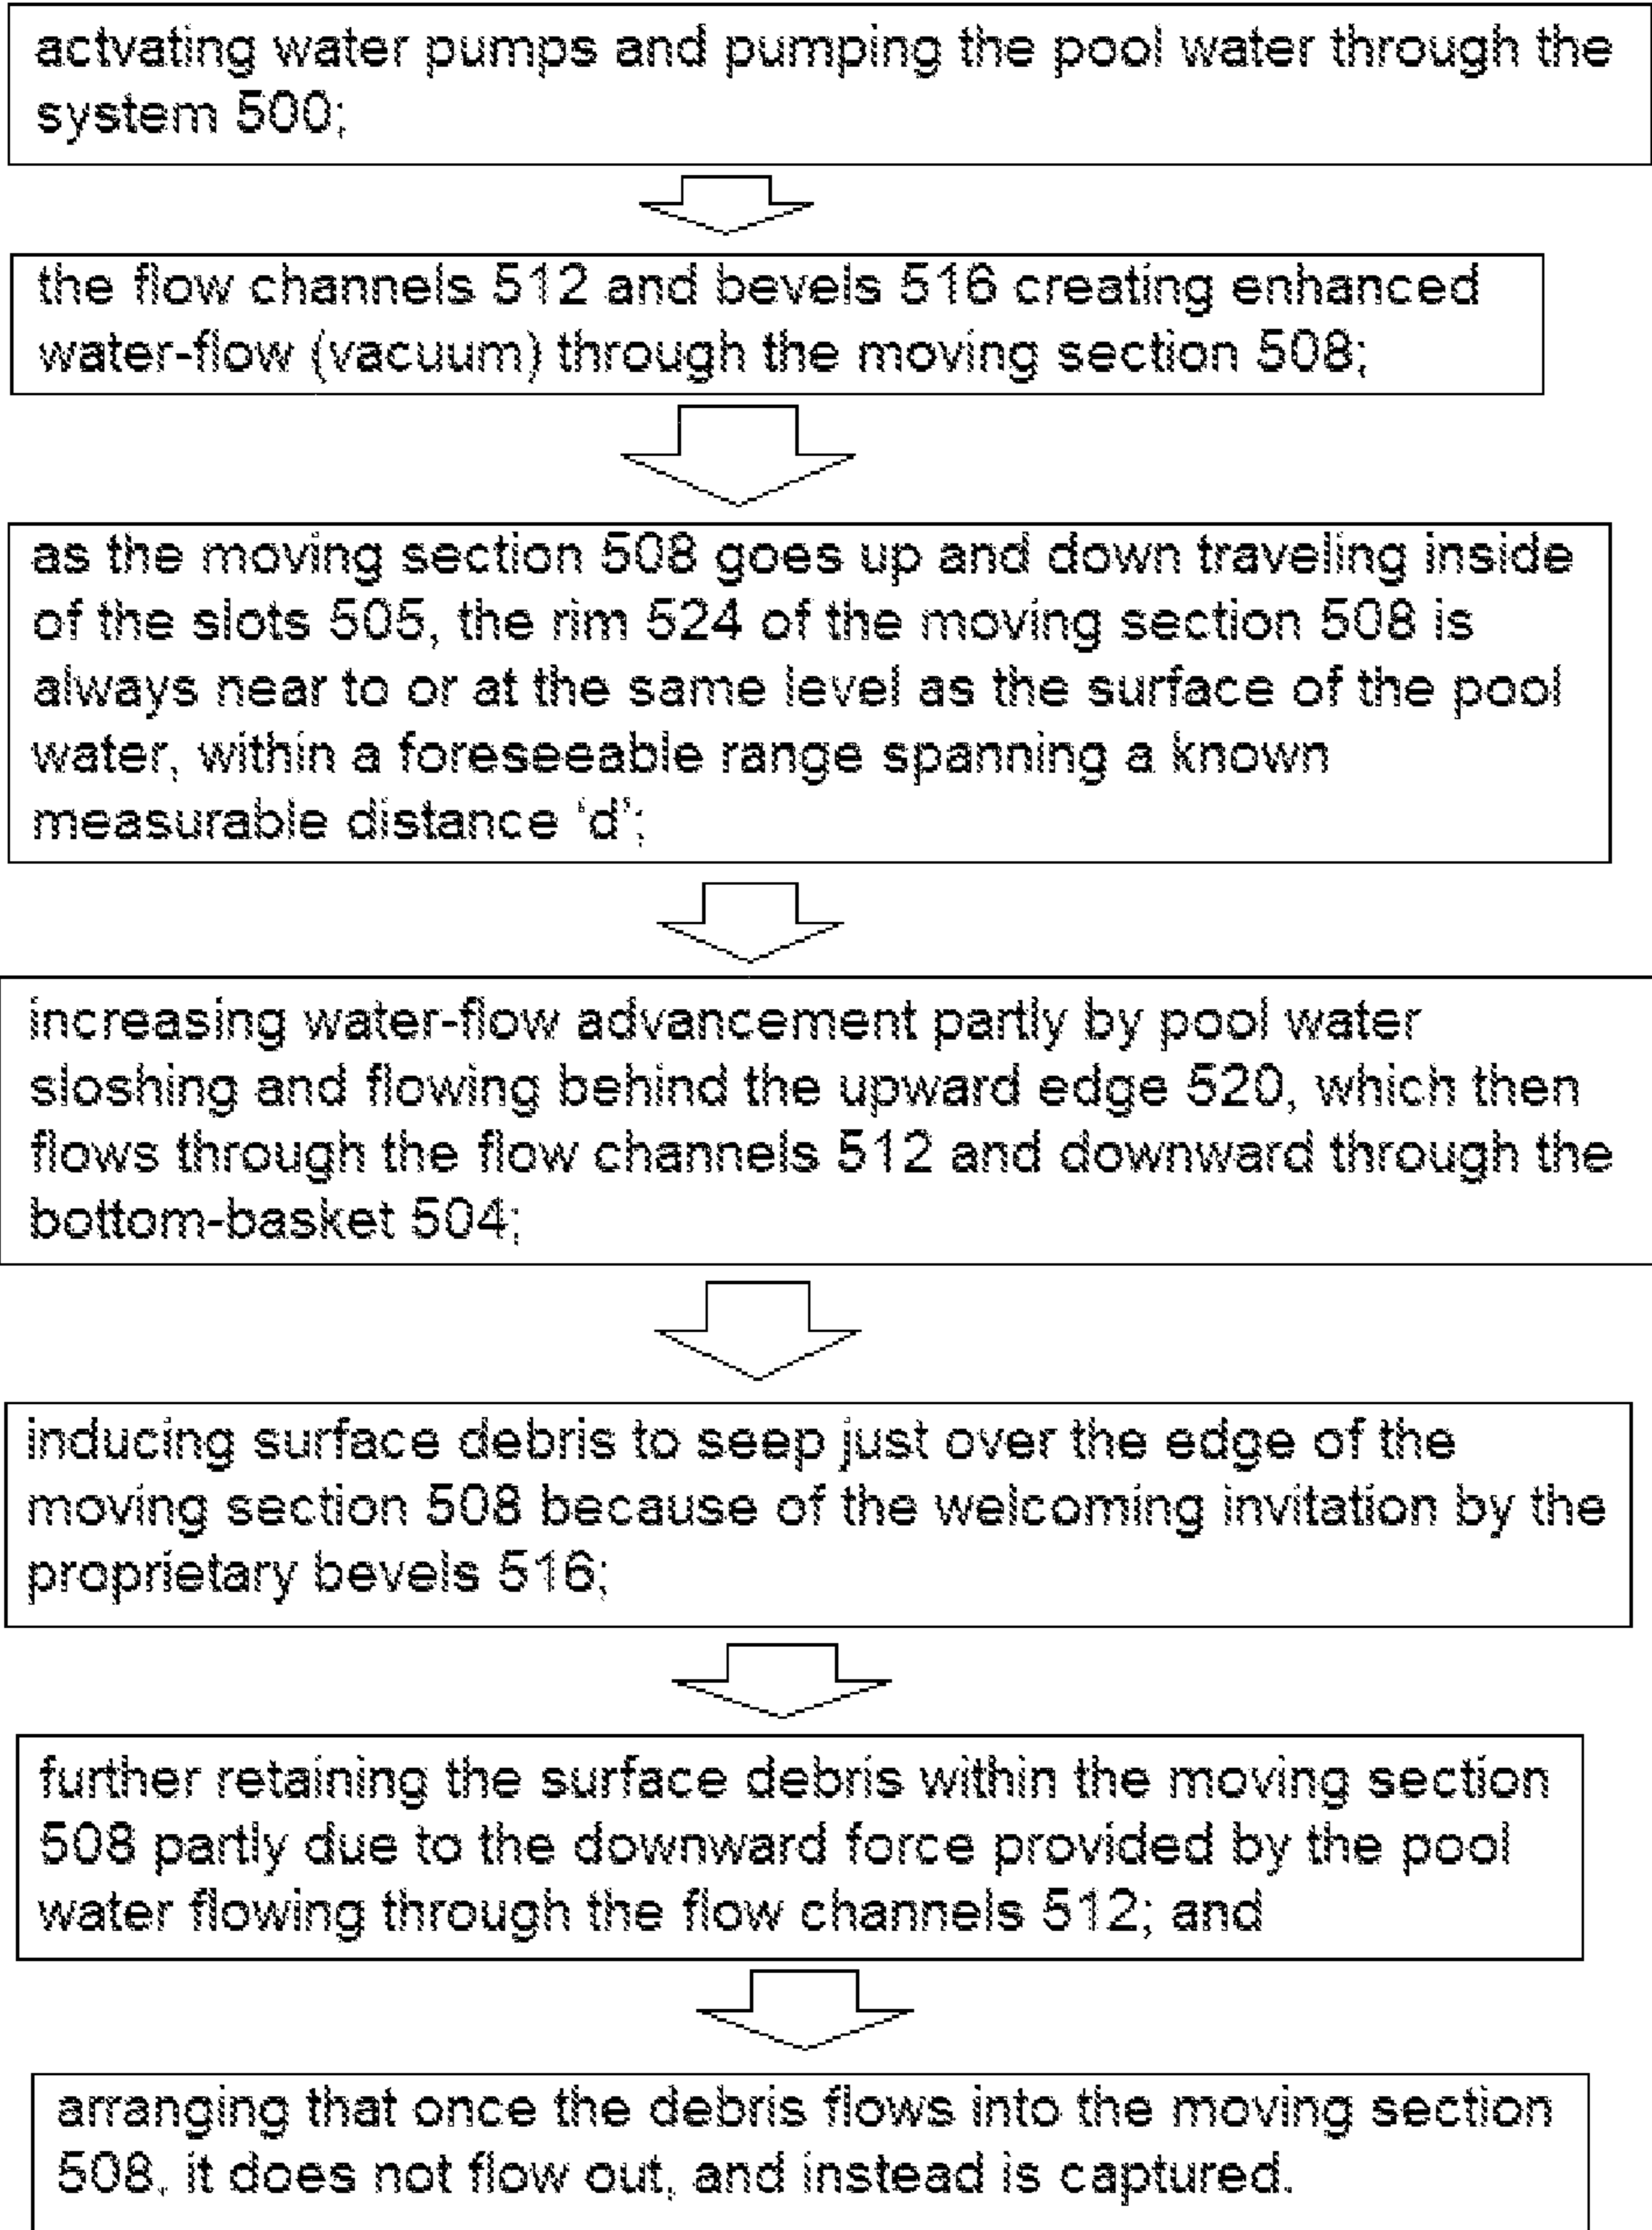 actvating water pumps and pumping the pool water through the
system 500;
the flow channels 512 and bevels 516 creating enhanced
water-flow (vacuum) through the moving section 508;
as the moving section 508 goes up and down traveling inside
of the slots 505, the rim 524 of the moving section 508 is
always near to or at the same level as the surface of the pool
water, within a foreseeable range spanning a known
measurable distance ‘d’;
increasing water-flow advancement partly by pool water
sloshing and flowing behind the upward edge 520, which then
flows through the flow channels 512 and downward through the
bottom-basket 504;
inducing surface debris to seep just over the edge of the
moving section 508 because of the welcoming invitation by the
proprietary bevels 516;
further retaining the surface debris within the moving section
508 partly due to the downward force provided by the pool
water flowing through the flow channels 512; and
arranging that once the debris flows into the moving section
508, it does not flow out, and instead is captured.